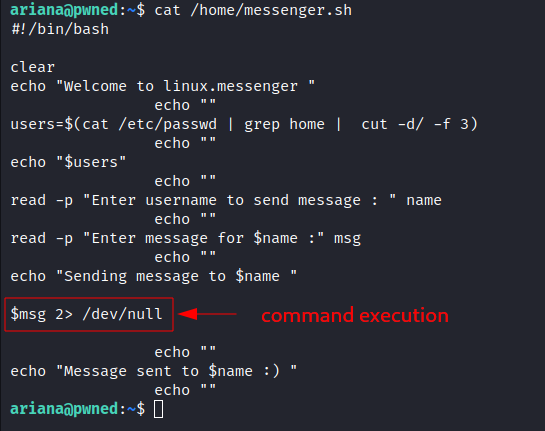 ariana@pwned:~$ cat /home/messenger.sh
#!/bin/bash
clear
echo "Welcome to linux.messenger "
echo ""
users=$(cat /etc/passwd | grep home |  cut -d/ -f 3)
echo ""
echo "$users"
echo ""
read -p "Enter username to send message : " name
echo ""
read -p "Enter message for $name :" msg
echo ""
echo "Sending message to $name "
$msg 2> /dev/null
command execution
echo ""
echo "Message sent to $name :) "
echo ""
ariana@pwned:~$